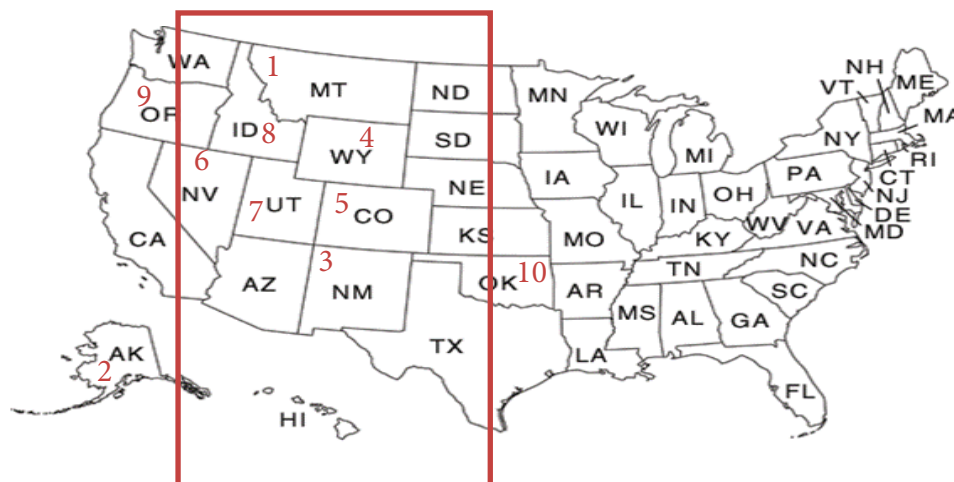 NH
VT
ME
WA
1
MT
ND
MN
MA
9
OR
ID
8
4
SD
WI
NY
WY
MI
RI
6
PA
CT
NE
IA
NV
OH
NJ
7
UT
5
CO
IL
IN
DE
WV
VA
MD
CA
KS
MO
KY
3
NC
TN
AZ
NM
OK
10
AR
SC
MS
AL
GA
TX
LA
AK
2
FL
HI